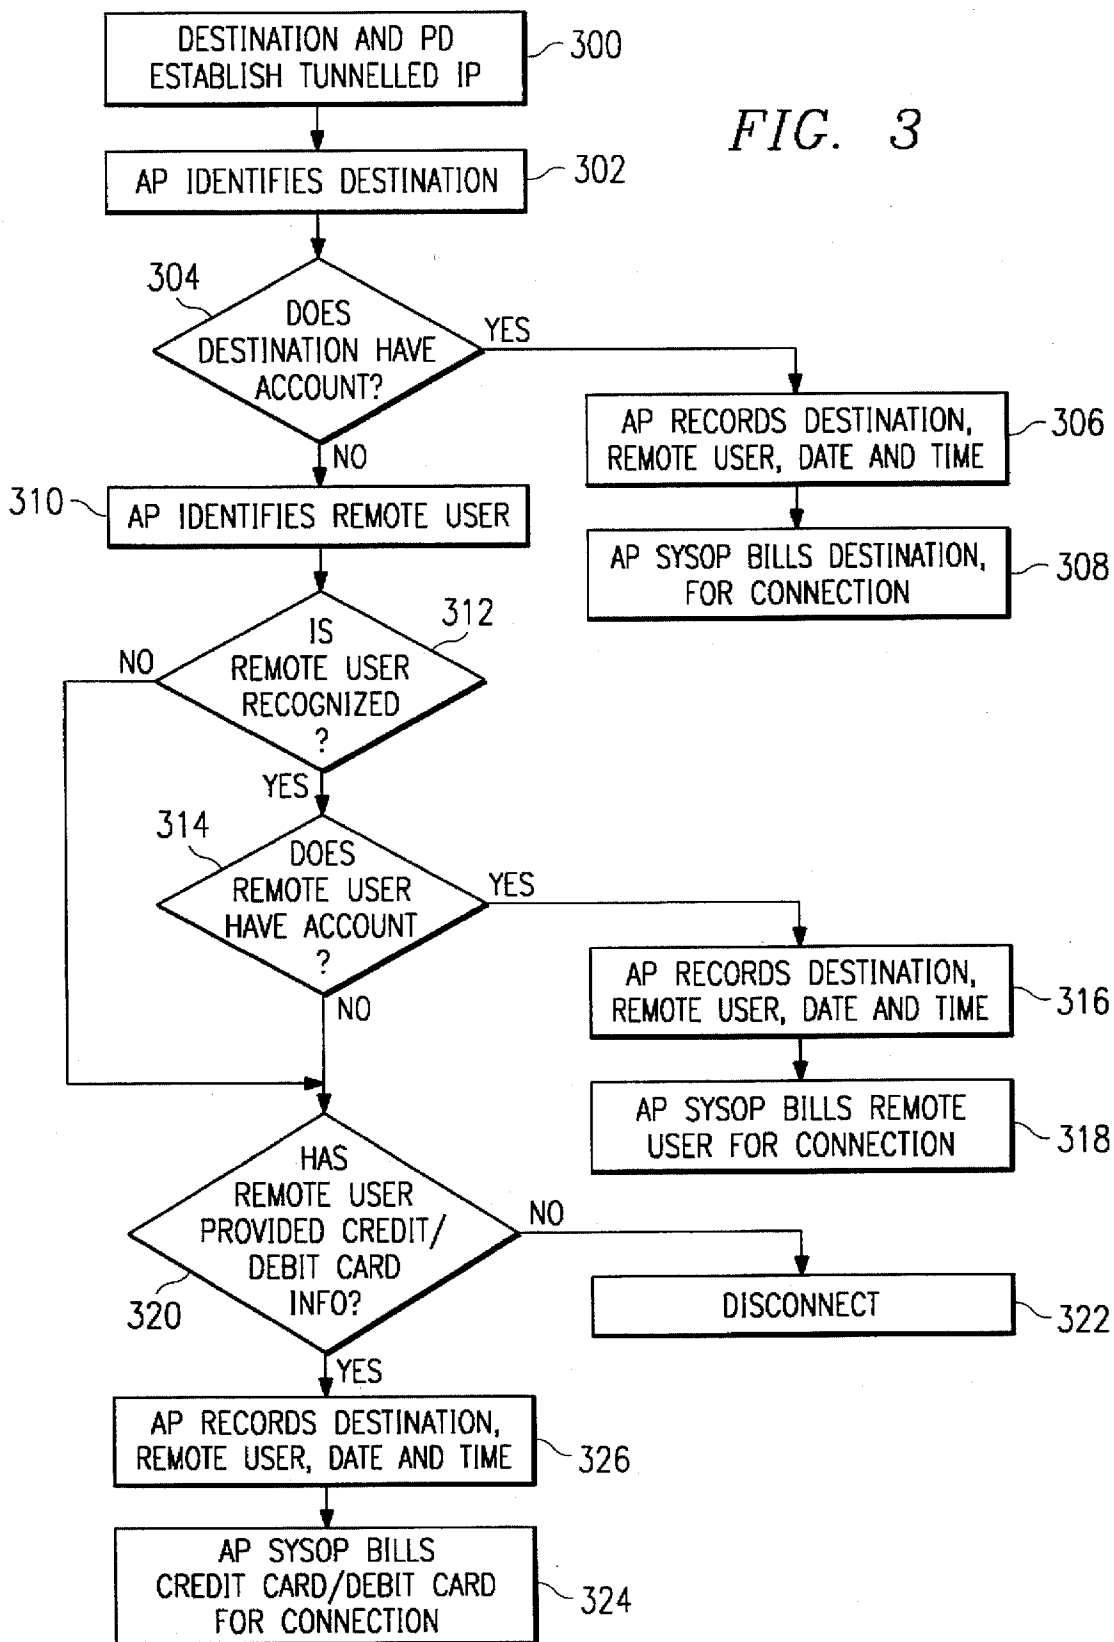 DESTINATION AND PD
ESTABLISH TUNNELLED IP
300
FIG. 3
AP IDENTIFIES DESTINATION
302
304
DOES
DESTINATION HAVE
ACCOUNT?
YES
NO
AP RECORDS DESTINATION,
REMOTE USER, DATE AND TIME
306
310
AP IDENTIFIES REMOTE USER
AP SYSOP BILLS DESTINATION,
FOR CONNECTION
308
312
IS
REMOTE USER
RECOGNIZED
?
NO
YES
314
DOES
REMOTE USER
HAVE ACCOUNT
?
YES
NO
AP RECORDS DESTINATION,
REMOTE USER, DATE AND TIME
316
AP SYSOP BILLS REMOTE
USER FOR CONNECTION
318
HAS
REMOTE USER
PROVIDED CREDIT/
DEBIT CARD
INFO?
320
NO
DISCONNECT
322
YES
AP RECORDS DESTINATION,
REMOTE USER, DATE AND TIME
326
AP SYSOP BILLS
CREDIT CARD/DEBIT CARD
FOR CONNECTION
324